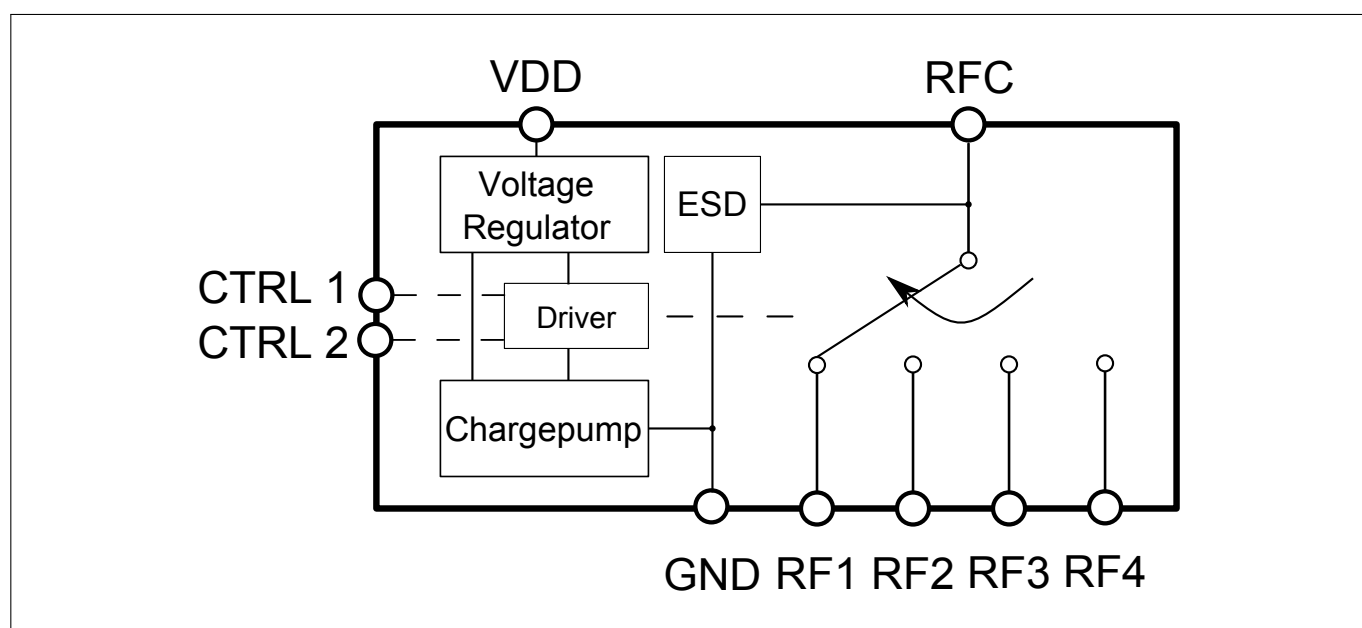 VDD RFC
Voltage
Regulator
ESD
CTRL 1
CTRL 2
Driver
Chargepump
GND RF1 RF2 RF3 RF4